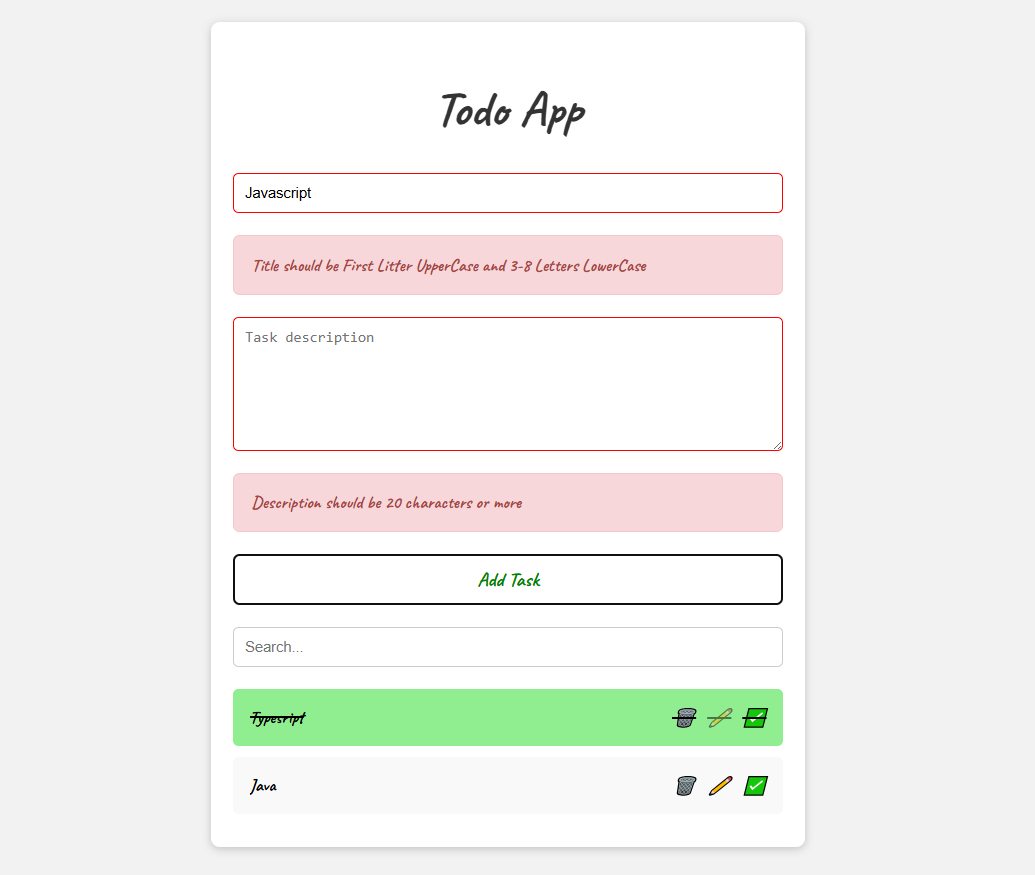 Todo App
Javascript
Title should be First Litter UpperCase and 3-8 Letters LowerCase
Task description
Description should be 20 characters or more
Add Task
Search...
Typesript
Java